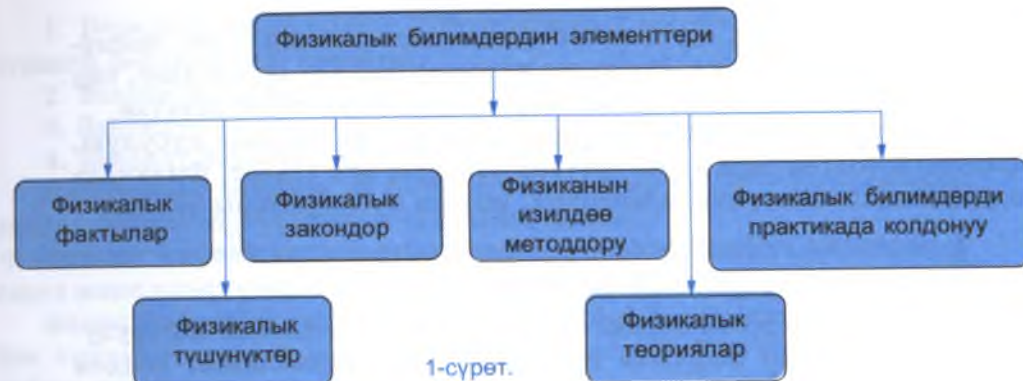 Физикалык билимдердин элементтери
Физикалык
фактылар
Физикалык
закондор
Физиканын
изилдөө
методдору
Физикалык билимдерди
практикада колдонуу
Физикалык
түшүнүктөр
Физикалык
теориялар
1-сүрөт.